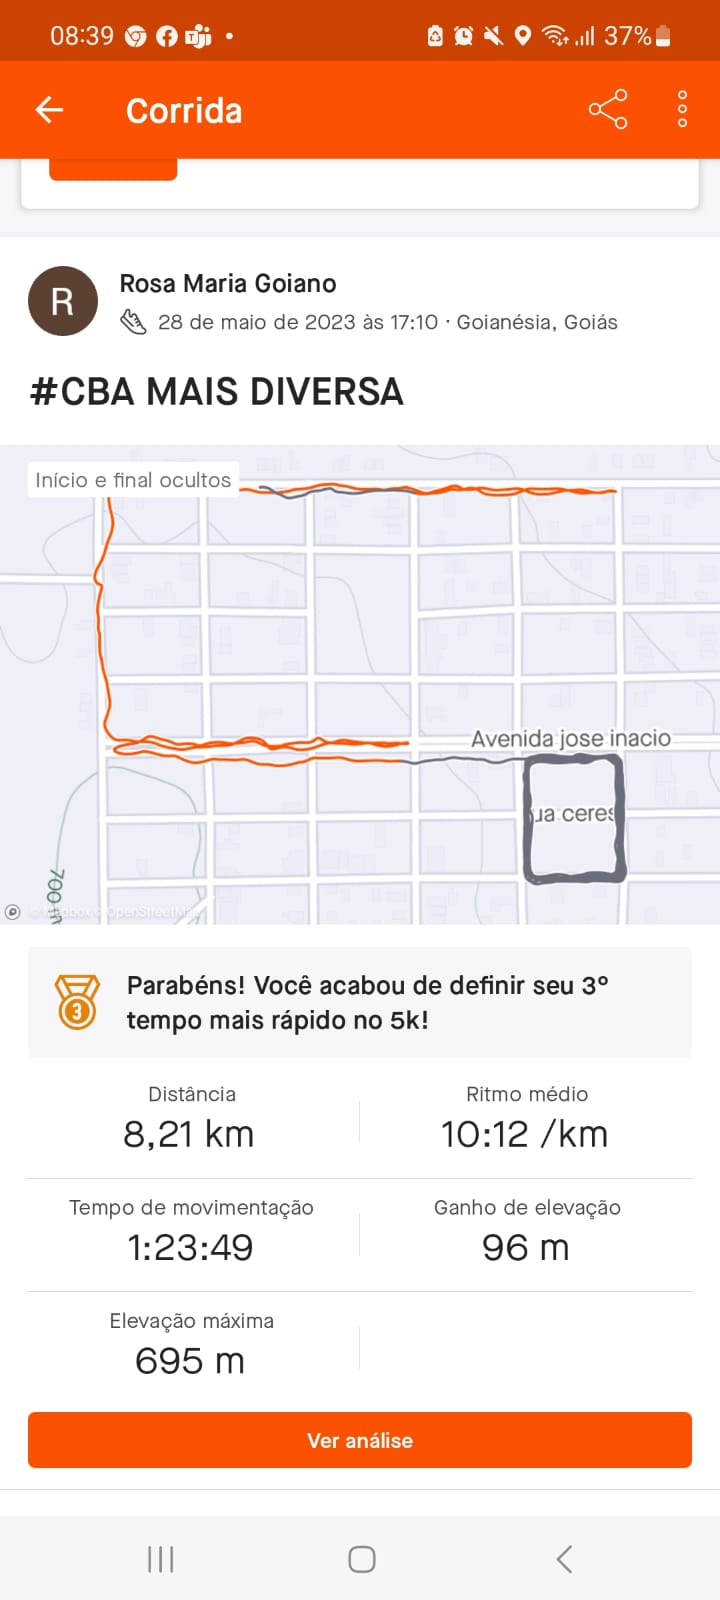 08:39
37%
Corrida
R
Rosa Maria Goiano
28 de maio de 2023 às 17:10 · Goianésia, Goiás
#CBA MAIS DIVERSA
Início e final ocultos
Avenida jose inacio
ua ceres
700 m
© Mapbox © OpenStreetMap
3
Parabéns! Você acabou de definir seu 3º
tempo mais rápido no 5k!
Distância
8,21 km
Ritmo médio
10:12 /km
Tempo de movimentação
1:23:49
Ganho de elevação
96 m
Elevação máxima
695 m
Ver análise